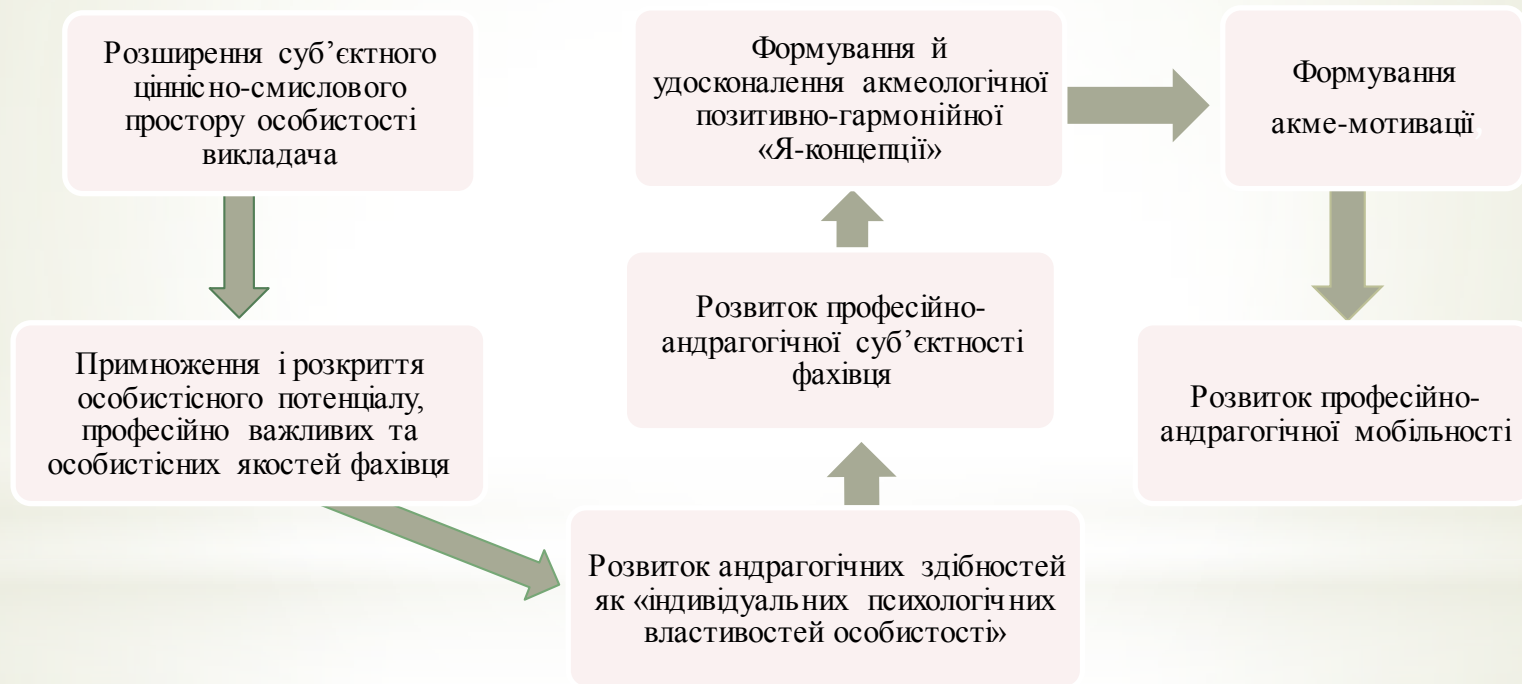 Розширення суб’єктного
ціннісно-смислового
простору особистості
викладача
Примноження і розкриття
особистісного потенціалу,
професійно важливих та
особистісних якостей фахівця
Розвиток андрагогічних здібностей
як «індивідуальних психологічних
властивостей особистості»
Розвиток професійно-
андрагогічної суб’єктності
фахівця
Формування й
удосконалення акмеологічної
позитивно-гармонійної
«Я-концепції»
Формування
акме-мотивації,
Розвиток професійно-
андрагогічної мобільності